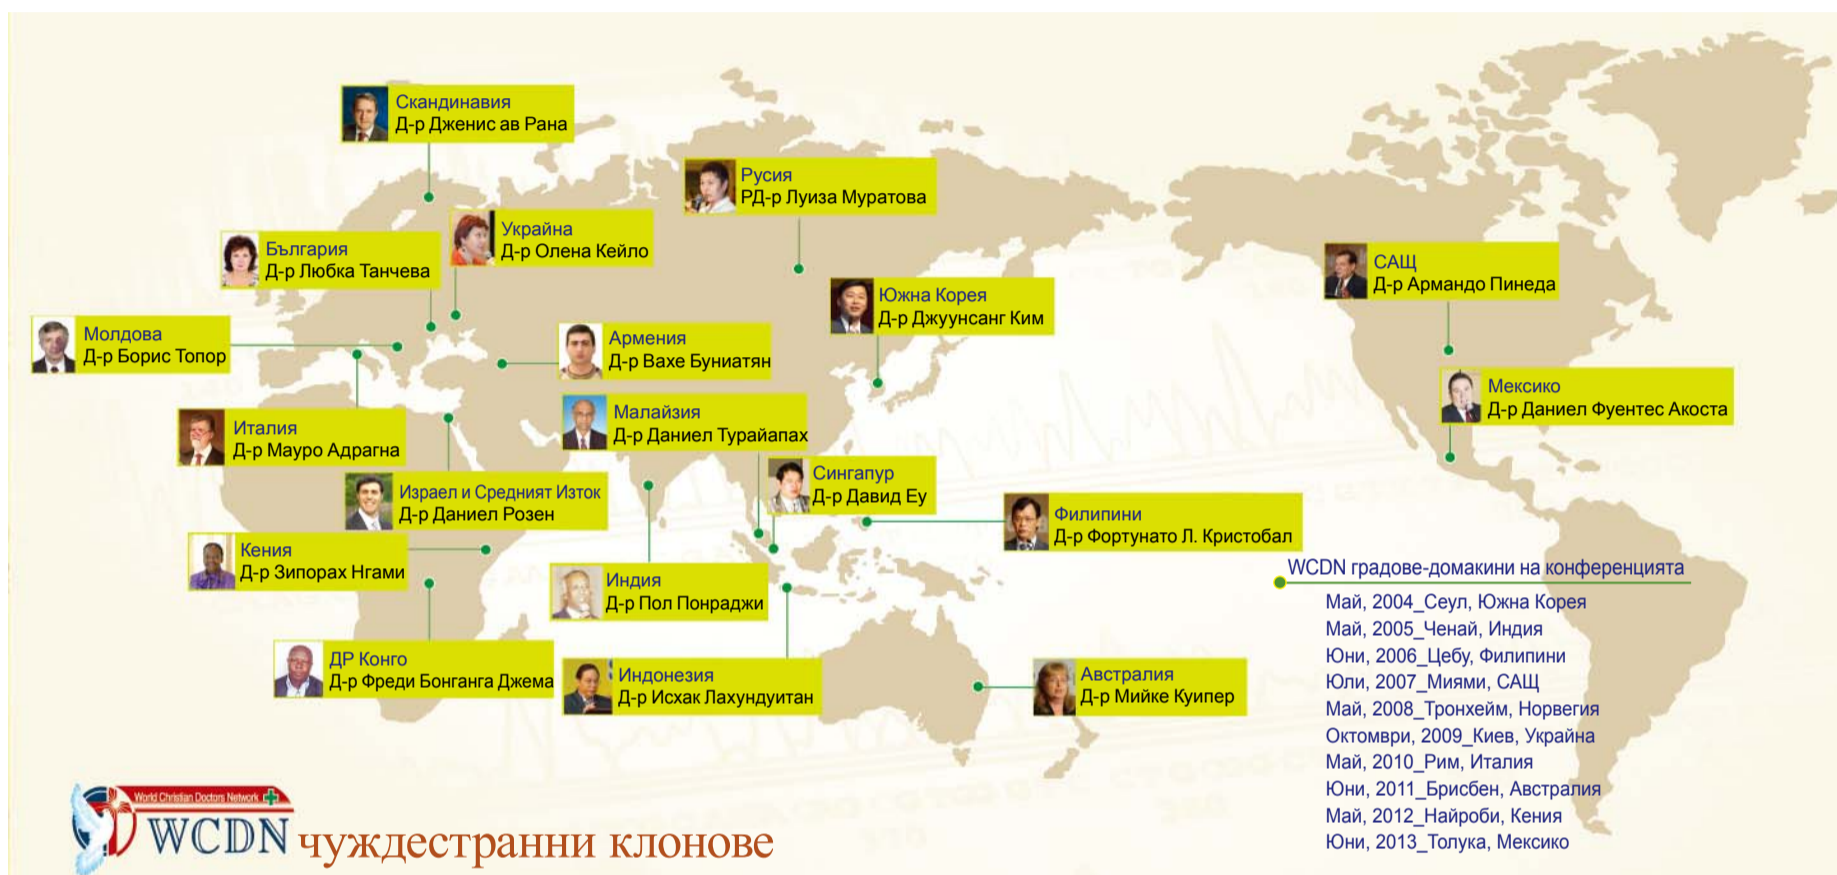 Скандинавия
Д-р Дженис ав Рана
Русия
РД-р Луиза Муратова
Украйна
Д-р Олена Кейло
България
Д-р Любка Танчева
САЩ
Д-р Армандо Пинеда
Южна Корея
Д-р Джуунсанг Ким
Молдова
Д-р Борис Топор
Армения
Д-р Вахе Буниатян
Мексико
Д-р Даниел Фуентес Акоста
Малайзия
Д-р Даниел Турайапах
Италия
Д-р Мауро Адрагна
Сингапур
Д-р Давид Еу
Израел и Средният Изток
Д-р Даниел Розен
Филипини
Д-р Фортунато Л. Кристобал
Кения
Д-р Зипорах Нгами
Индия
Д-р Пол Понраджи
ДР Конго
Д-р Фреди Бонганга Джема
Индонезия
Д-р Исхак Лахундуитан
Австралия
Д-р Мийке Куипер
WCDN градове-домакини на конференцията
Май, 2004_Сеул, Южна Корея
Май, 2005_Ченай, Индия
Юни, 2006_Цебу, Филипини
Юли, 2007_Миями, САЩ
Май, 2008_Тронхейм, Норвегия
Октомври, 2009_Киев, Украйна
Май, 2010_Рим, Италия
Юни, 2011_Брисбен, Австралия
Май, 2012_Найроби, Кения
Юни, 2013_Толука, Мексико
World Christian Doctors Network
WCDN чуждестранни клонове